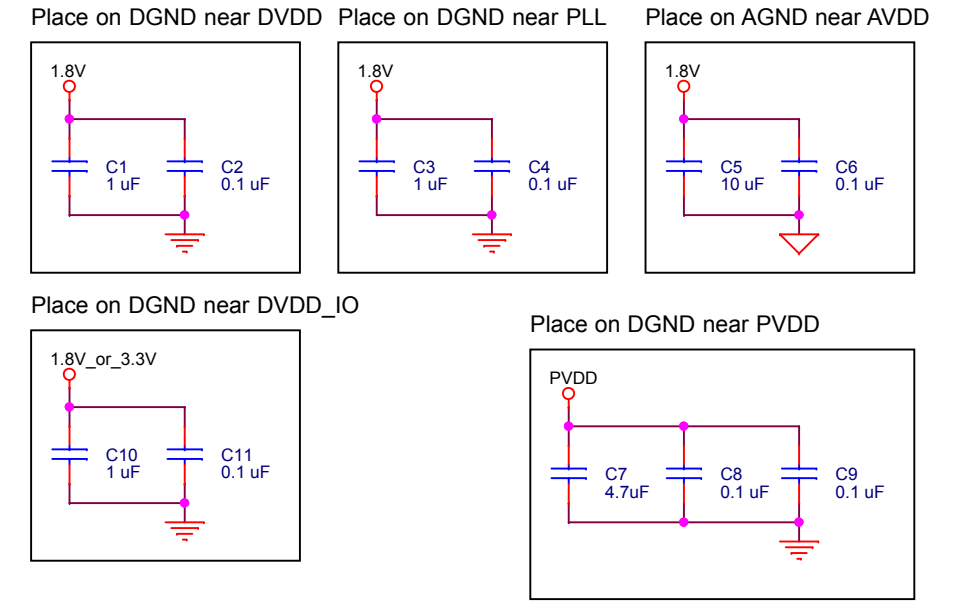 Place on DGND near DVDD
Place on DGND near PLL
Place on AGND near AVDD
1.8V
C1
1 uF
C2
0.1 uF
1.8V
C3
1 uF
C4
0.1 uF
1.8V
C5
10 uF
C6
0.1 uF
Place on DGND near DVDD_IO
1.8V_or_3.3V
C10
1 uF
C11
0.1 uF
Place on DGND near PVDD
PVDD
C7
4.7uF
C8
0.1 uF
C9
0.1 uF